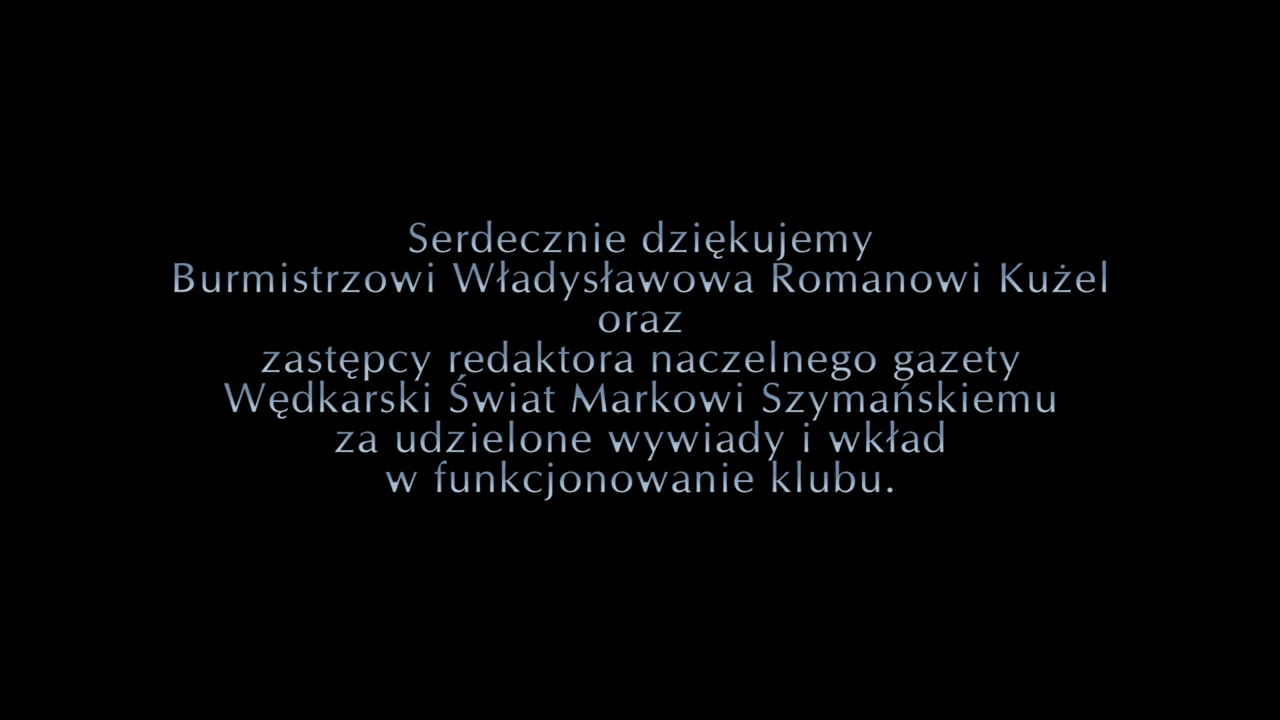 Serdecznie dziękujemy
Burmistrzowi Władysławowa Romanowi Kużel
oraz
zastępcy redaktora naczelnego gazety
Wędkarski Świat Markowi Szymańskiemu
za udzielone wywiady i wkład
w funkcjonowanie klubu.